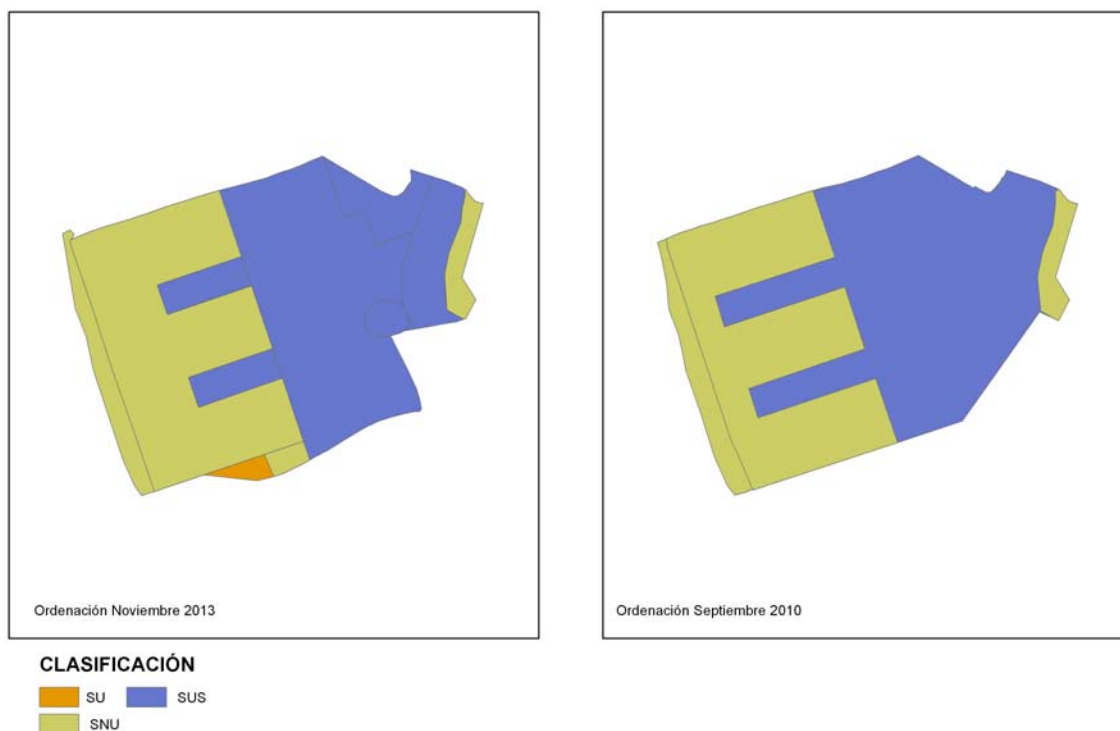 Ordenación Noviembre 2013
Ordenación Septiembre 2010
CLASIFICACIÓN
SU SUS
SNU